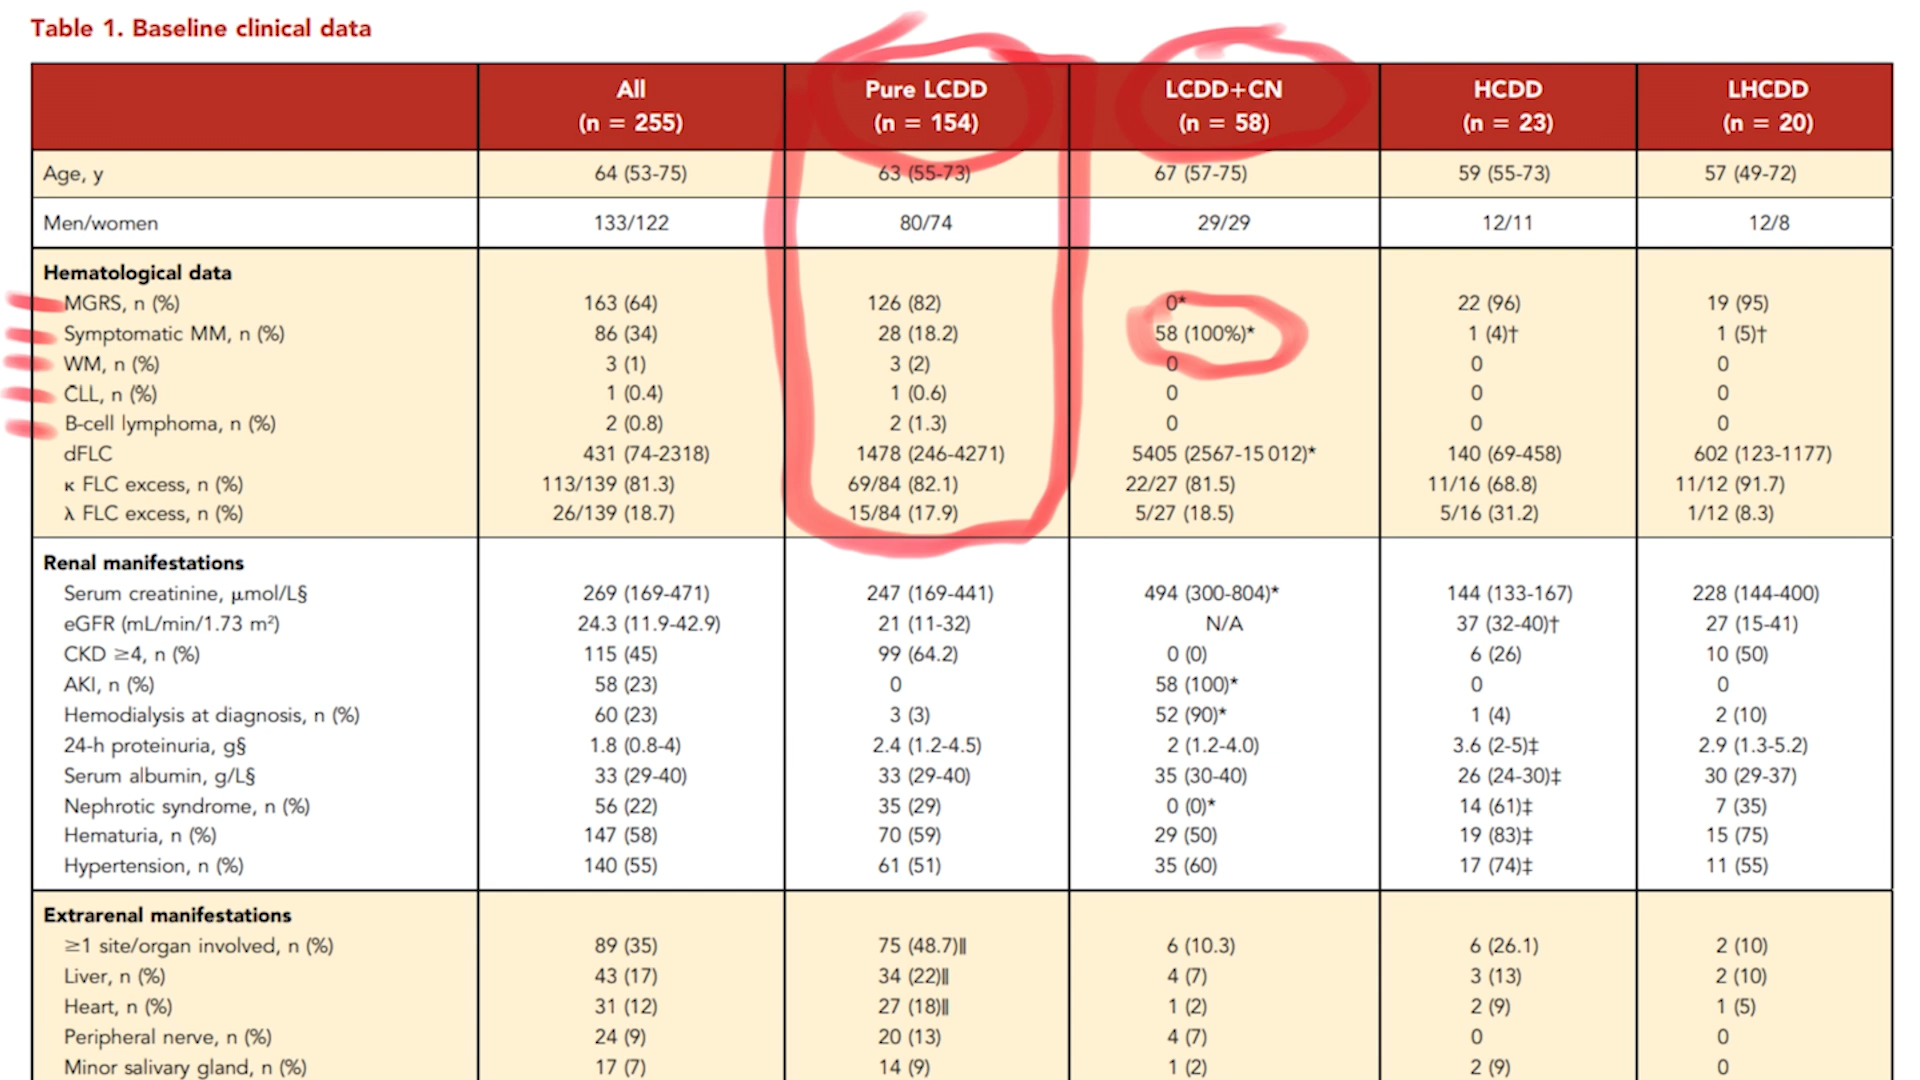 Table 1. Baseline clinical data
All Pure LCDD LCDD+CN HCDD LHCDD
(n = 255) (n = 154) (n = 58) (n = 23) (n = 20)
Age, y 64 (53-75) 63 (55-73) 67 (57-75) 59 (55-73) 57 (49-72)
Men/women 133/122 80/74 29/29 12/11 12/8
Hematological data
MGRS, n (%) 163 (64) 126 (82) 0* 22 (96) 19 (95)
Symptomatic MM, n (%) 86 (34) 28 (18.2) 58 (100%)* 1 (4)† 1 (5)†
WM, n (%) 3 (1) 3 (2) 0 0 0
CLL, n (%) 1 (0.4) 1 (0.6) 0 0 0
B-cell lymphoma, n (%) 2 (0.8) 2 (1.3) 0 0 0
dFLC 431 (74-2318) 1478 (246-4271) 5405 (2567-15 012)* 140 (69-458) 602 (123-1177)
κ FLC excess, n (%) 113/139 (81.3) 69/84 (82.1) 22/27 (81.5) 11/16 (68.8) 11/12 (91.7)
λ FLC excess, n (%) 26/139 (18.7) 15/84 (17.9) 5/27 (18.5) 5/16 (31.2) 1/12 (8.3)
Renal manifestations
Serum creatinine, μmol/L§ 269 (169-471) 247 (169-441) 494 (300-804)* 144 (133-167) 228 (144-400)
eGFR (mL/min/1.73 m²) 24.3 (11.9-42.9) 21 (11-32) N/A 37 (32-40)† 27 (15-41)
CKD ≥4, n (%) 115 (45) 99 (64.2) 0 (0) 6 (26) 10 (50)
AKI, n (%) 58 (23) 0 58 (100)* 0 0
Hemodialysis at diagnosis, n (%) 60 (23) 3 (3) 52 (90)* 1 (4) 2 (10)
24-h proteinuria, g§ 1.8 (0.8-4) 2.4 (1.2-4.5) 2 (1.2-4.0) 3.6 (2-5)‡ 2.9 (1.3-5.2)
Serum albumin, g/L§ 33 (29-40) 33 (29-40) 35 (30-40) 26 (24-30)‡ 30 (29-37)
Nephrotic syndrome, n (%) 56 (22) 35 (29) 0 (0)* 14 (61)‡ 7 (35)
Hematuria, n (%) 147 (58) 70 (59) 29 (50) 19 (83)‡ 15 (75)
Hypertension, n (%) 140 (55) 61 (51) 35 (60) 17 (74)‡ 11 (55)
Extrarenal manifestations
≥1 site/organ involved, n (%) 89 (35) 75 (48.7)‖ 6 (10.3) 6 (26.1) 2 (10)
Liver, n (%) 43 (17) 34 (22)‖ 4 (7) 3 (13) 2 (10)
Heart, n (%) 31 (12) 27 (18)‖ 1 (2) 2 (9) 1 (5)
Peripheral nerve, n (%) 24 (9) 20 (13) 4 (7) 0 0
Minor salivary gland, n (%) 17 (7) 14 (9) 1 (2) 2 (9) 0